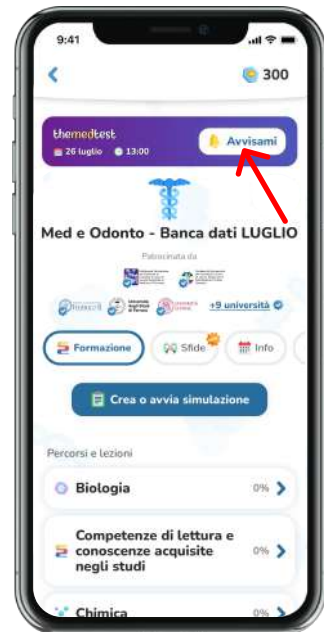 9:41
300
themedtest
26 luglio 13:00
Avvisami
Med e Odonto - Banca dati LUGLIO
Patrocinata da
+9 università
Formazione Sfide Info
Crea o avvia simulazione
Percorsi e lezioni
Biologia 0%
Competenze di lettura e
conoscenze acquisite 0%
negli studi
Chimica 0%